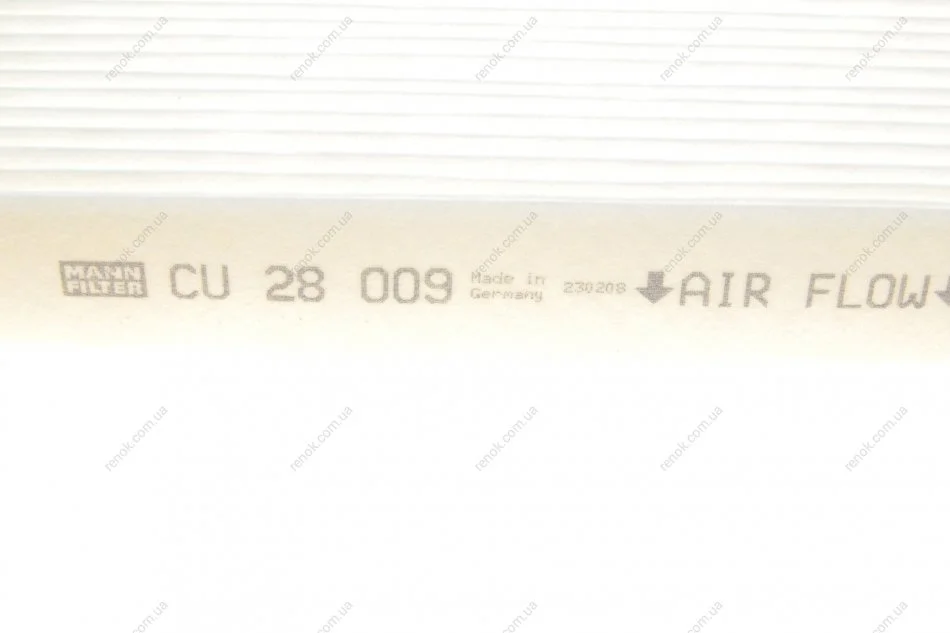 MANN
FILTER
CU 28 009
Made in
Germany
230208
AIR FLOW
renok.com.ua